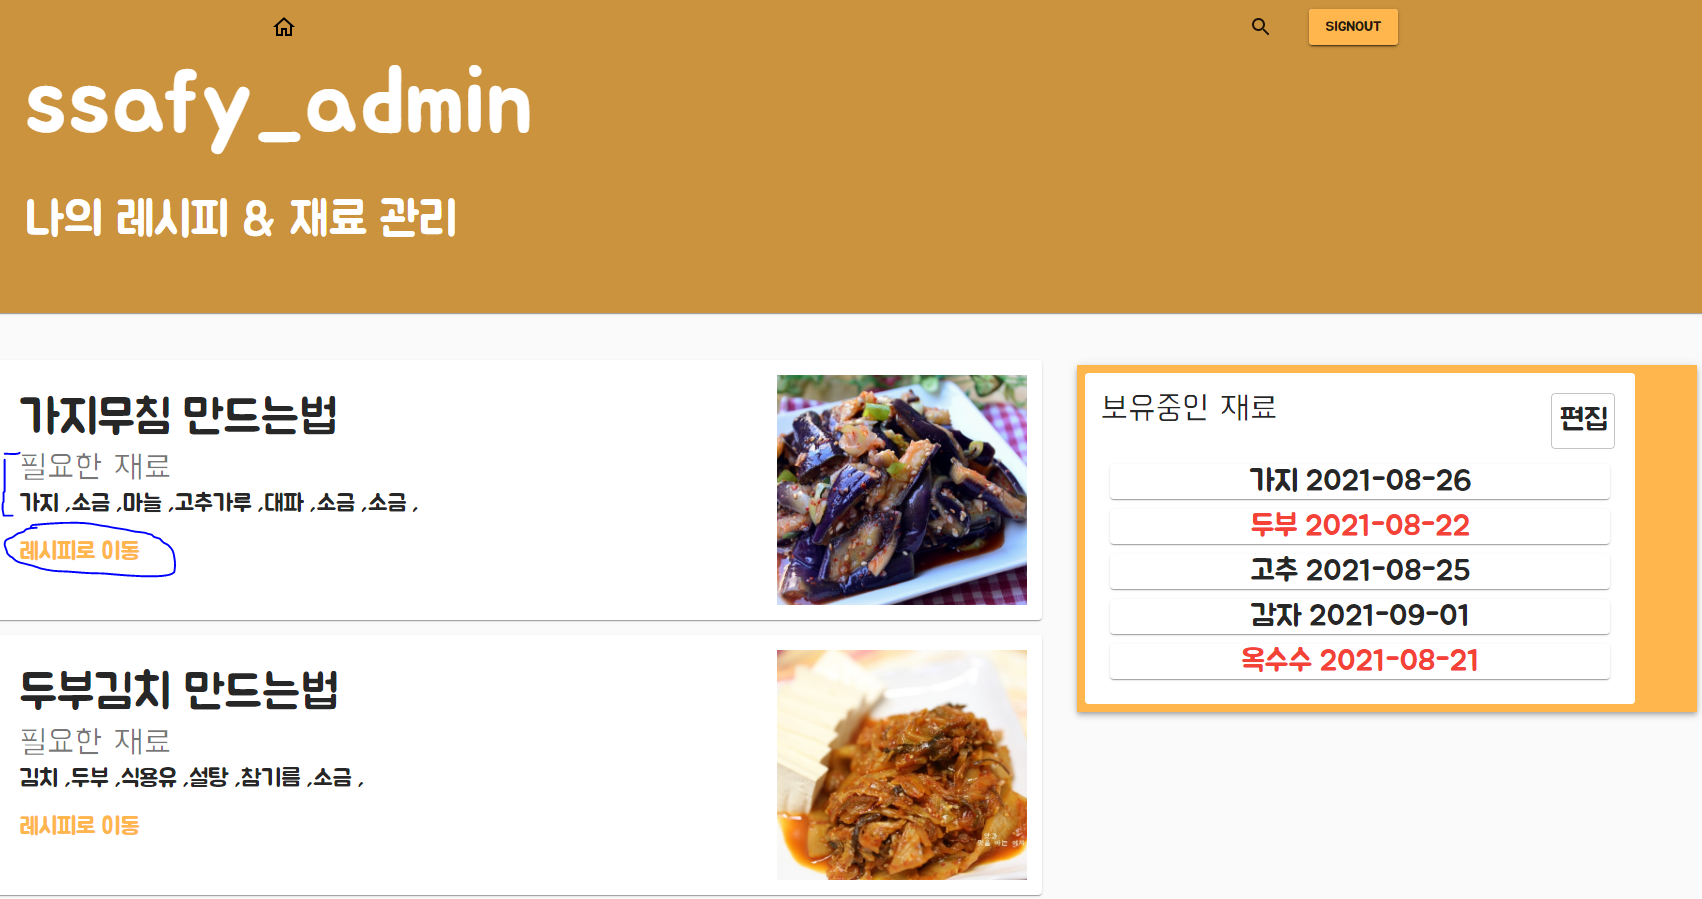 SIGNOUT
ssafy_admin
나의 레시피 & 재료 관리
가지무침 만드는법
필요한 재료
가지 ,소금 ,마늘 ,고추가루 ,대파 ,소금 ,소금 ,
레시피로 이동
두부김치 만드는법
필요한 재료
김치 ,두부 ,식용유 ,설탕 ,참기름 ,소금 ,
레시피로 이동
보유중인 재료
편집
가지 2021-08-26
두부 2021-08-22
고추 2021-08-25
감자 2021-09-01
옥수수 2021-08-21